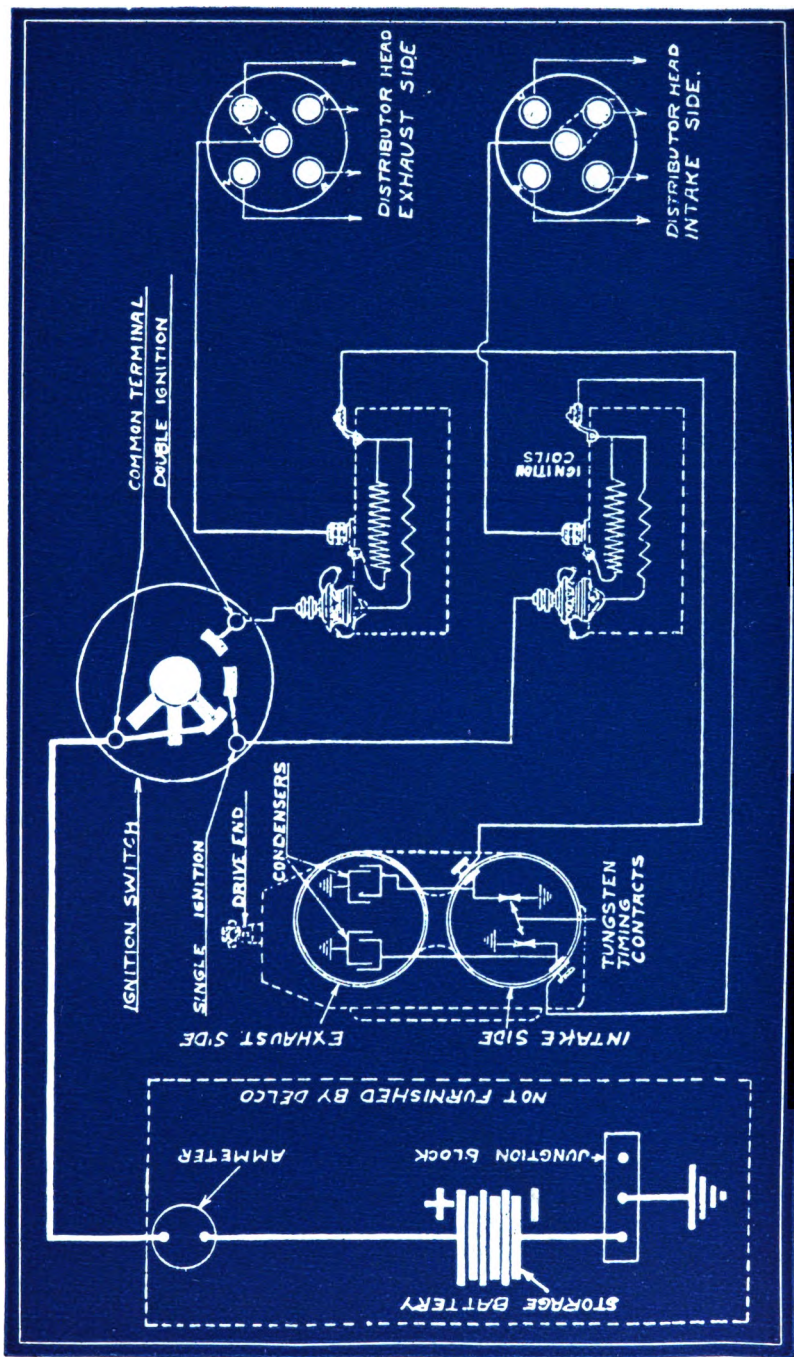 DISTRIBUTOR HEAD
EXHAUST SIDE
DISTRIBUTOR HEAD
INTAKE SIDE.
COMMON TERMINAL
DOUBLE IGNITION
IGNITION
COILS
IGNITION SWITCH
SINGLE IGNITION
DRIVE END
CONDENSERS
EXHAUST SIDE
INTAKE SIDE
TUNGSTEN
TIMING
CONTACTS
NOT FURNISHED BY DELCO
AMMETER
JUNCTION BLOCK
+
−
STORAGE BATTERY